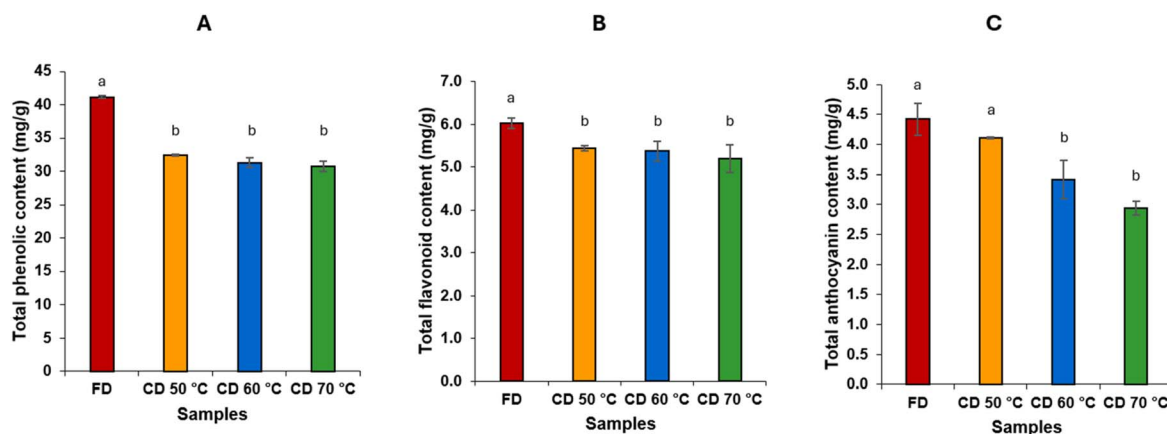 A
Total phenolic content (mg/g)
45
40
35
30
25
20
15
10
5
0
a
b
b
b
FD
CD 50 °C
CD 60 °C
CD 70 °C
Samples
B
Total flavonoid content (mg/g)
7.0
6.0
5.0
4.0
3.0
2.0
1.0
0.0
a
b
b
b
FD
CD 50 °C
CD 60 °C
CD 70 °C
Samples
C
Total anthocyanin content (mg/g)
5.0
4.5
4.0
3.5
3.0
2.5
2.0
1.5
1.0
0.5
0.0
a
a
b
b
FD
CD 50 °C
CD 60 °C
CD 70 °C
Samples